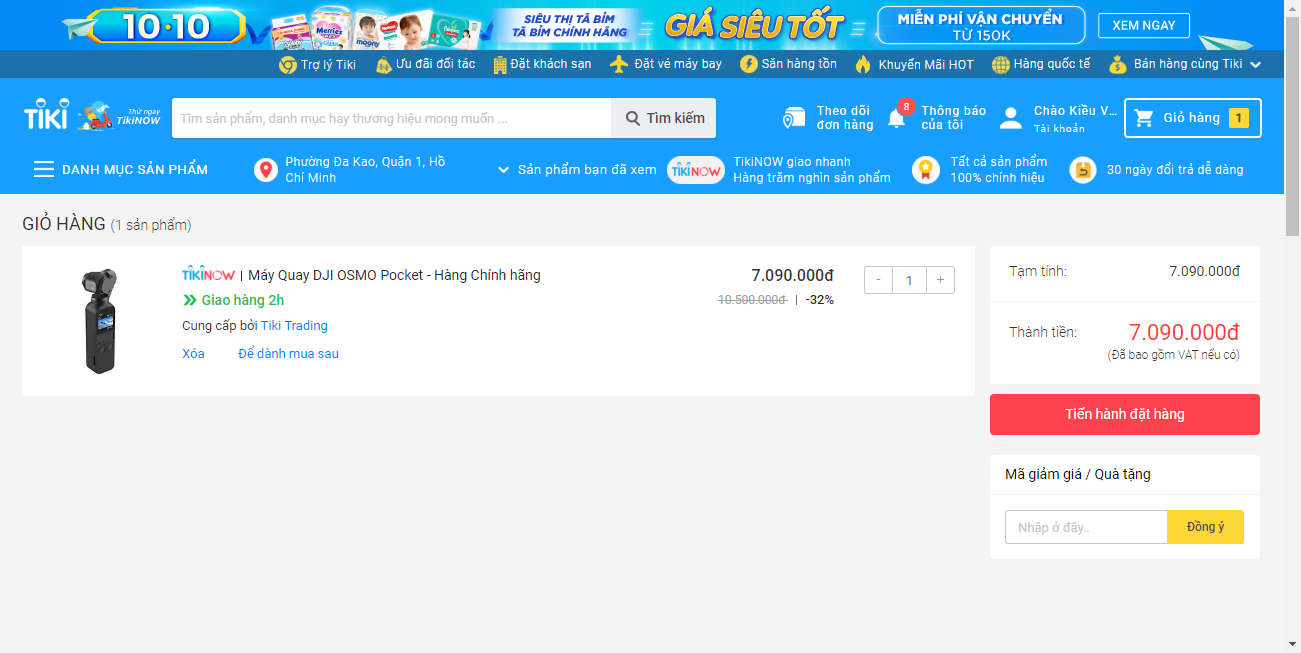 10·10
SIÊU THỊ TÃ BỈM
TÃ BỈM CHÍNH HÃNG
GIÁ SIÊU TỐT
MIỄN PHÍ VẬN CHUYỂN
TỪ 150K
XEM NGAY
Merries
moony
Trợ lý Tiki
Ưu đãi đối tác
Đặt khách sạn
Đặt vé máy bay
Săn hàng tồn
Khuyến Mãi HOT
Hàng quốc tế
Bán hàng cùng Tiki
TIKI
Thử ngay
TikiNOW
Tìm sản phẩm, danh mục hay thương hiệu mong muốn ...
Tìm kiếm
Theo dõi
đơn hàng
8
Thông báo
của tôi
Chào Kiều V...
Tài khoản
Giỏ hàng 1
DANH MỤC SẢN PHẨM
Phường Đa Kao, Quận 1, Hồ
Chí Minh
Sản phẩm bạn đã xem
TIKINOW
TikiNOW giao nhanh
Hàng trăm nghìn sản phẩm
Tất cả sản phẩm
100% chính hiệu
30 ngày đổi trả dễ dàng
GIỎ HÀNG (1 sản phẩm)
TIKINOW | Máy Quay DJI OSMO Pocket - Hàng Chính hãng
Giao hàng 2h
Cung cấp bởi Tiki Trading
Xóa
Để dành mua sau
7.090.000đ
10.500.000đ | -32%
- 1 +
Tạm tính: 7.090.000đ
Thành tiền: 7.090.000đ
(Đã bao gồm VAT nếu có)
Tiến hành đặt hàng
Mã giảm giá / Quà tặng
Nhập ở đây..
Đồng ý